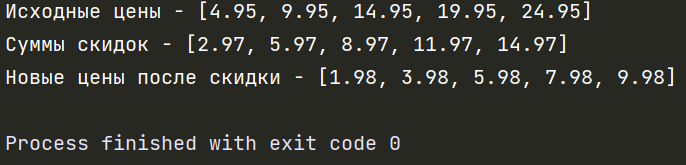 Исходные цены - [4.95, 9.95, 14.95, 19.95, 24.95]
Суммы скидок - [2.97, 5.97, 8.97, 11.97, 14.97]
Новые цены после скидки - [1.98, 3.98, 5.98, 7.98, 9.98]
Process finished with exit code 0